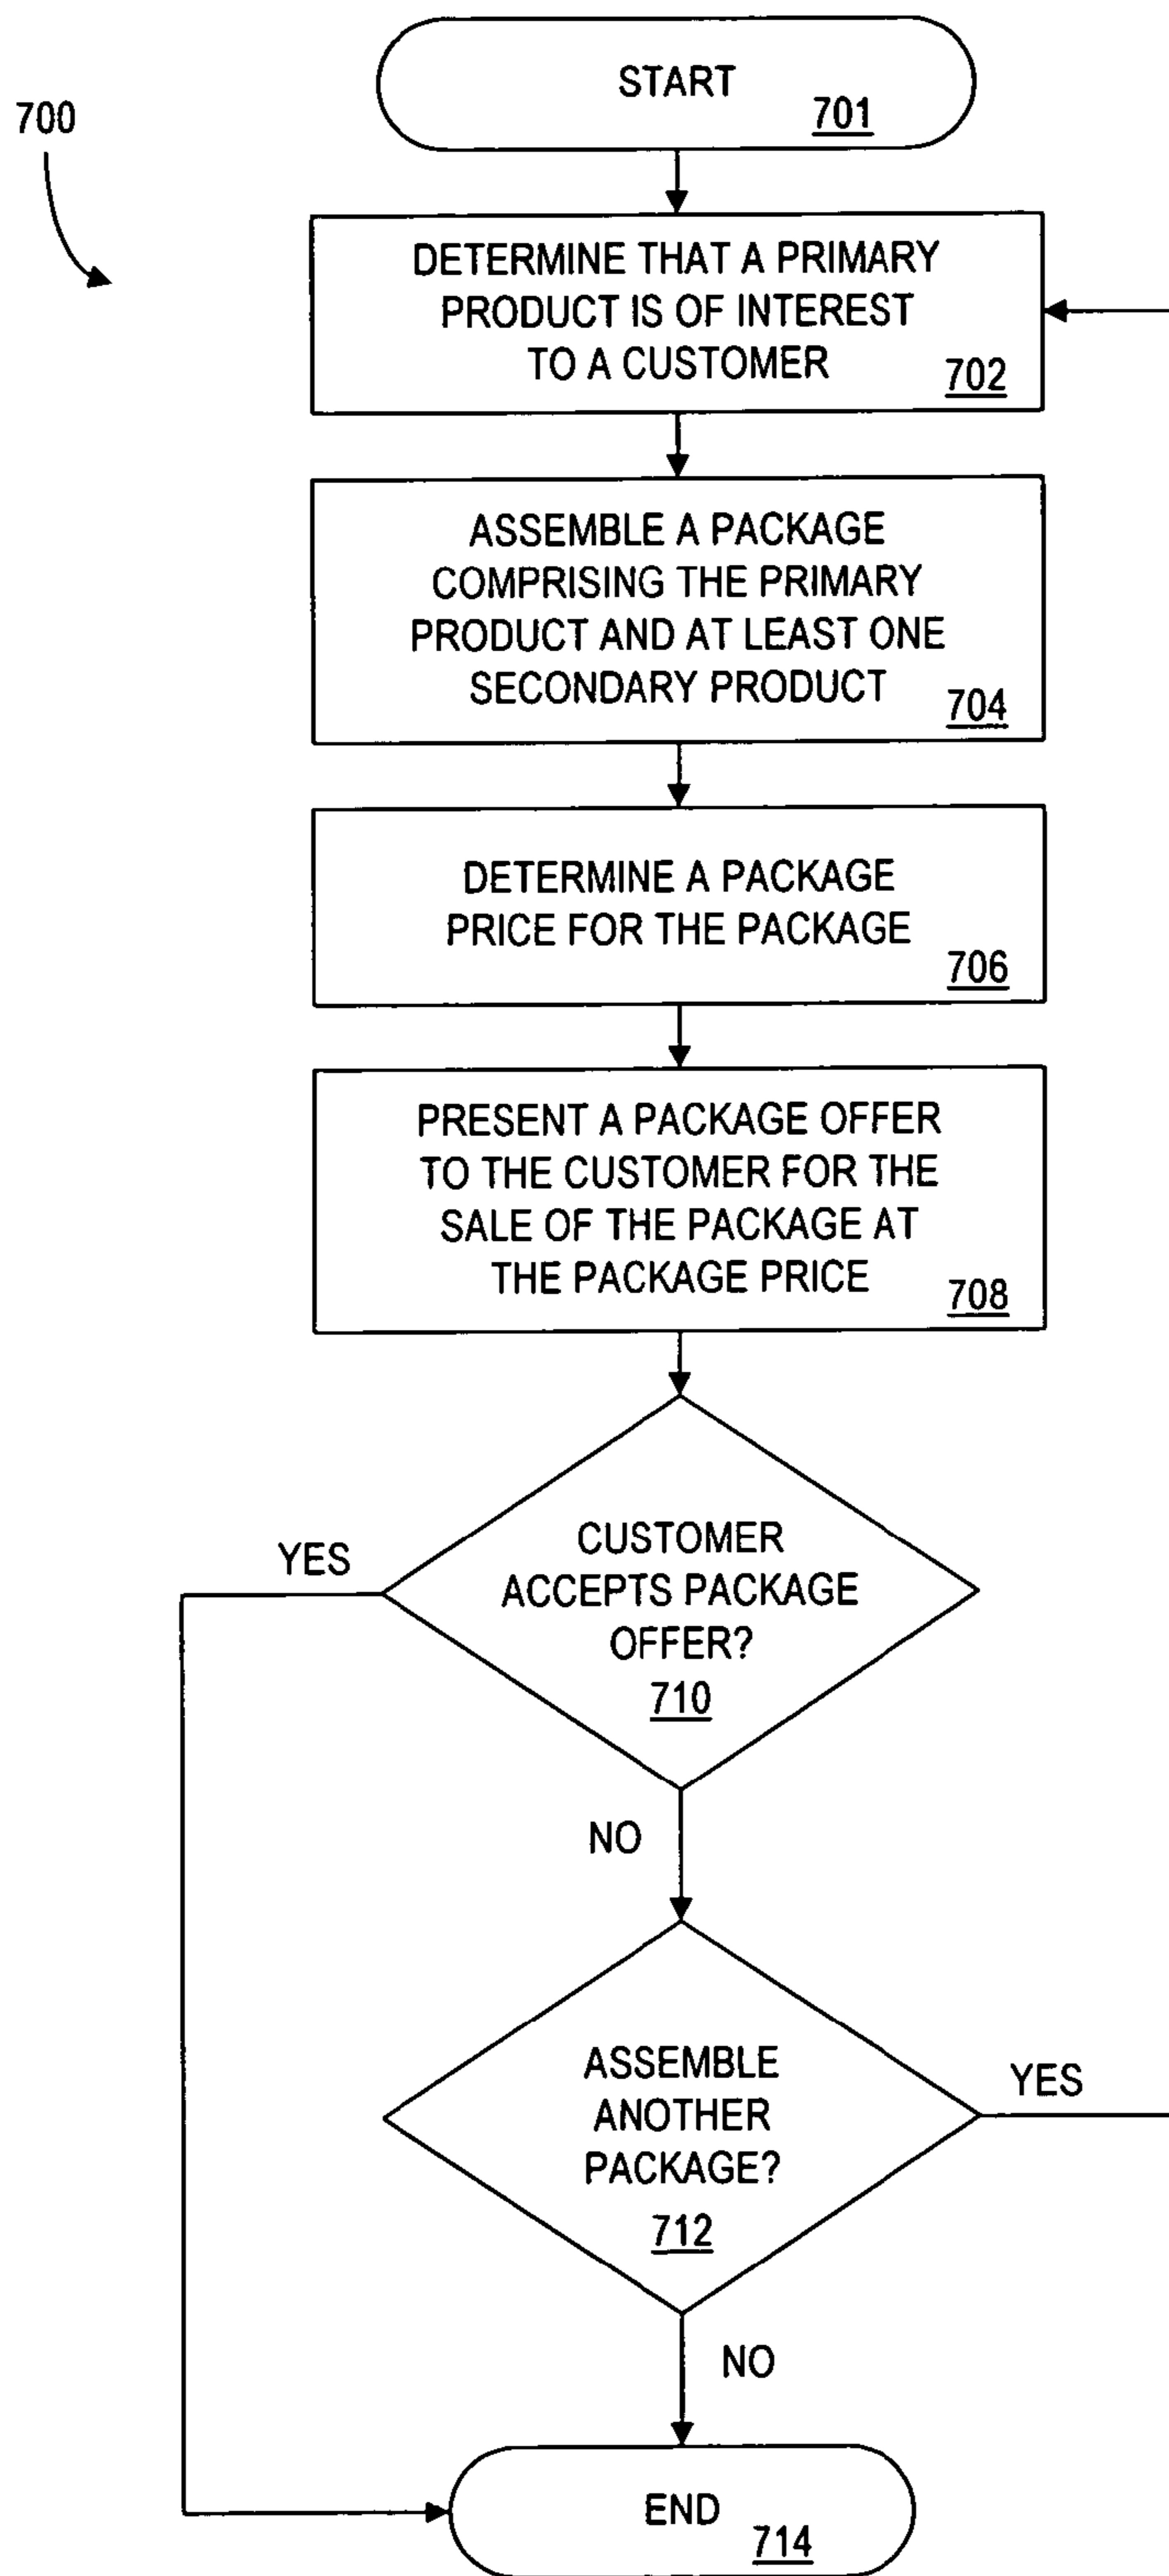 START
701
700
DETERMINE THAT A PRIMARY
PRODUCT IS OF INTEREST
TO A CUSTOMER
702
ASSEMBLE A PACKAGE
COMPRISING THE PRIMARY
PRODUCT AND AT LEAST ONE
SECONDARY PRODUCT
704
DETERMINE A PACKAGE
PRICE FOR THE PACKAGE
706
PRESENT A PACKAGE OFFER
TO THE CUSTOMER FOR THE
SALE OF THE PACKAGE AT
THE PACKAGE PRICE
708
YES
CUSTOMER
ACCEPTS PACKAGE
OFFER?
710
NO
ASSEMBLE
ANOTHER
PACKAGE?
712
YES
NO
END
714